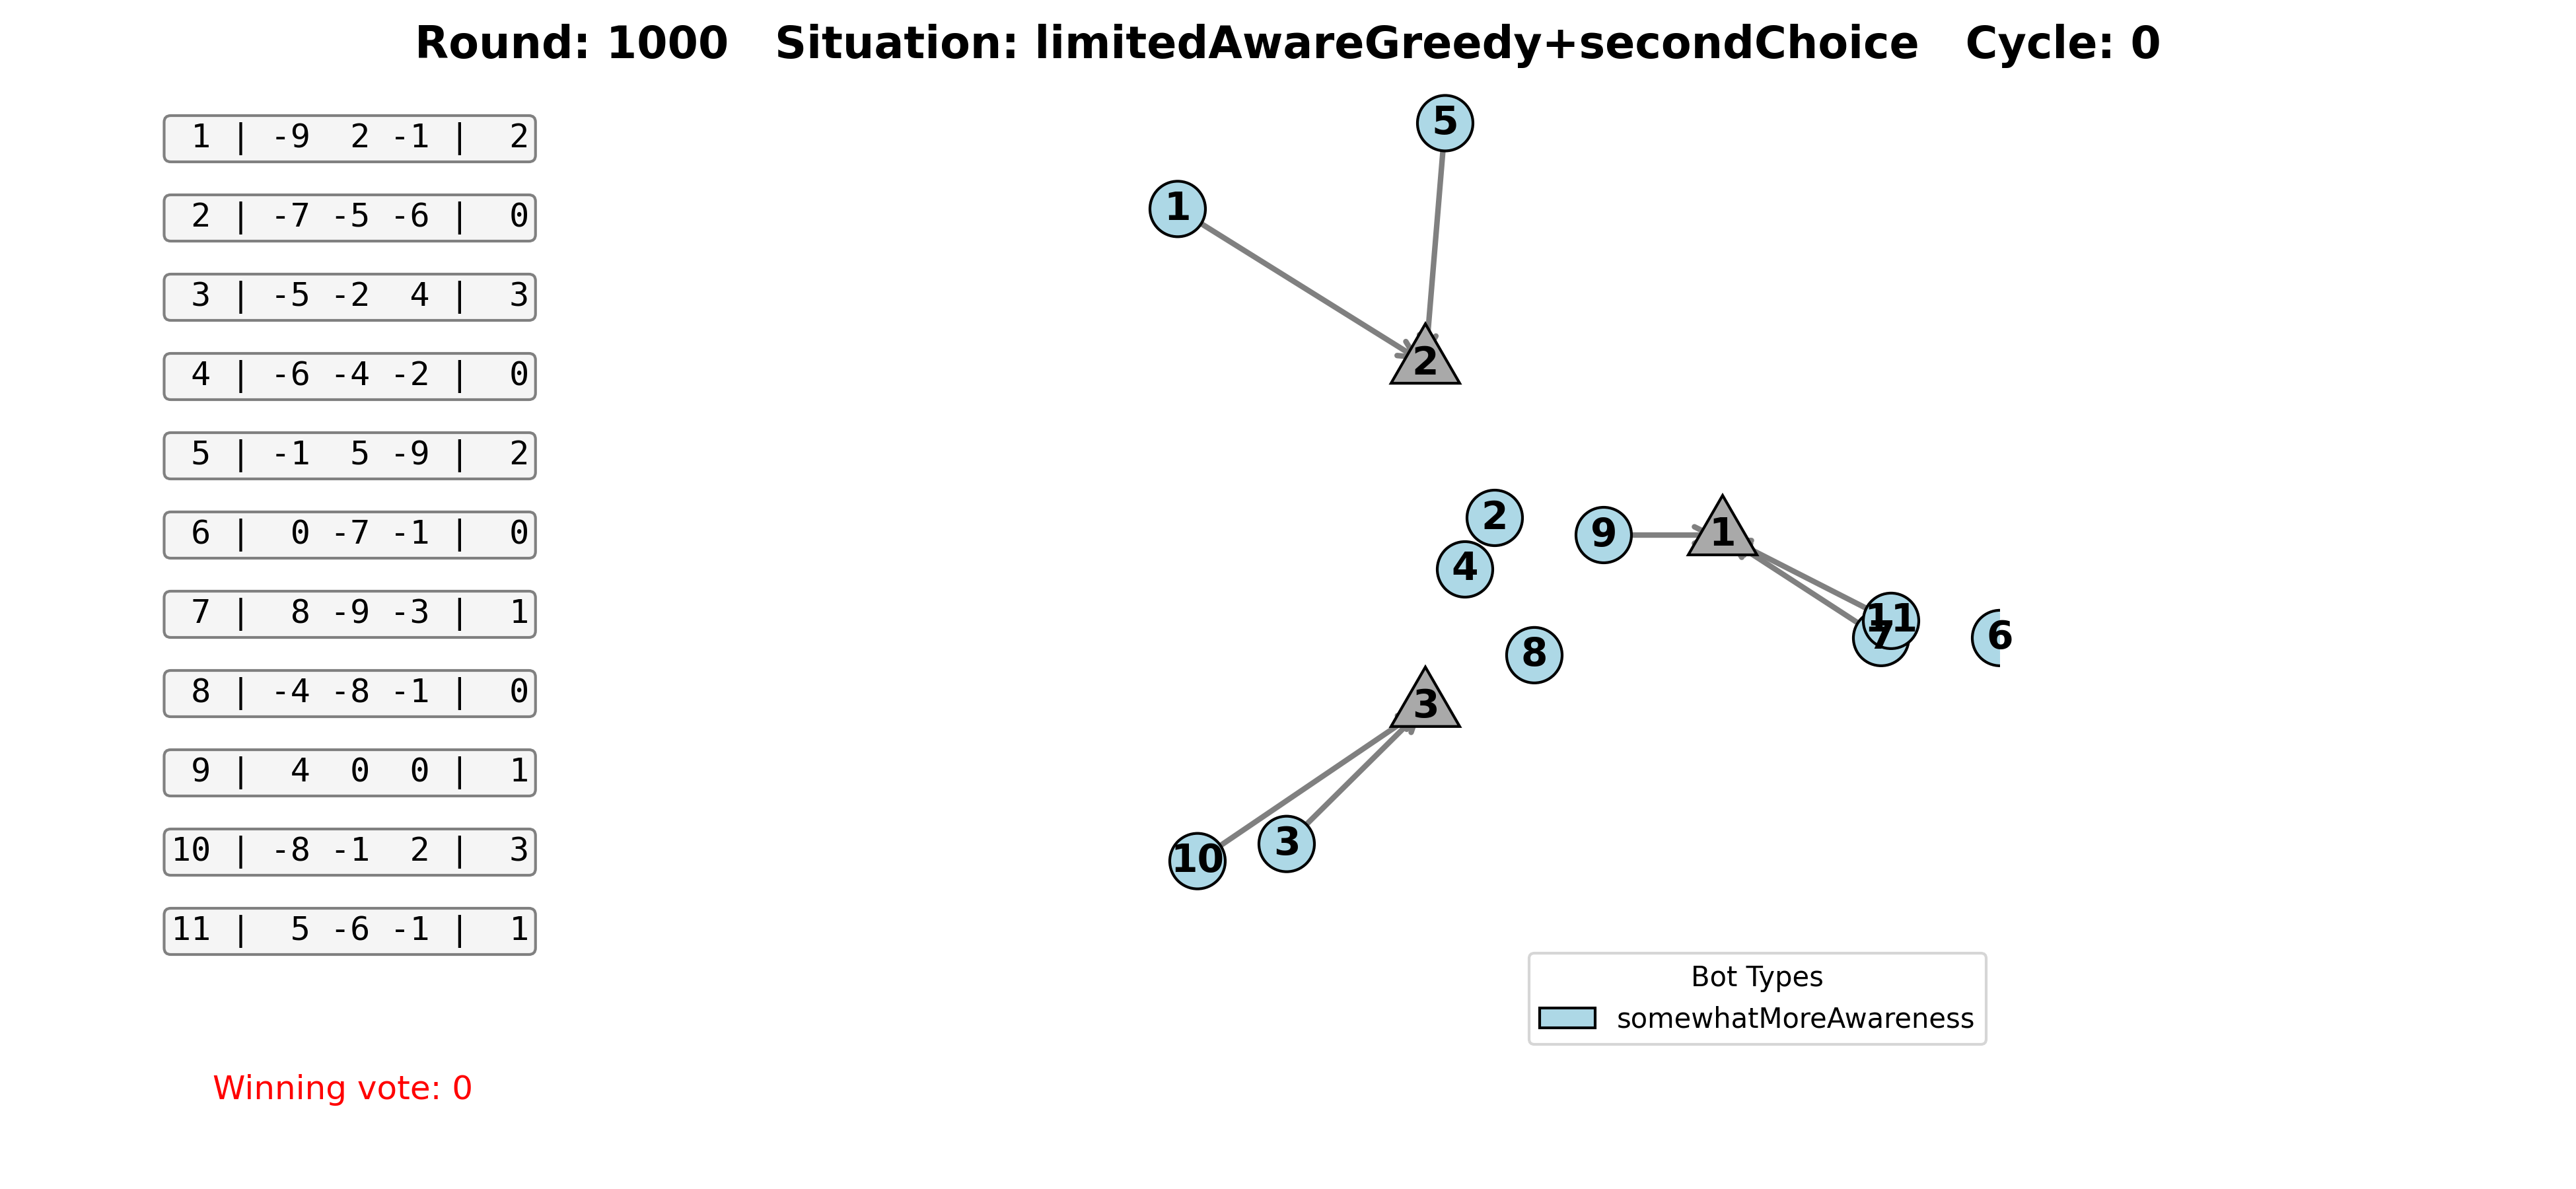 Round: 1000   Situation: limitedAwareGreedy+secondChoice   Cycle: 0
1 | -9  2 -1 |  2
2 | -7 -5 -6 |  0
3 | -5 -2  4 |  3
4 | -6 -4 -2 |  0
5 | -1  5 -9 |  2
6 |  0 -7 -1 |  0
7 |  8 -9 -3 |  1
8 | -4 -8 -1 |  0
9 |  4  0  0 |  1
10 | -8 -1  2 |  3
11 |  5 -6 -1 |  1
Winning vote: 0
5
1
2
2
9
1
4
11
7
6
8
3
3
10
Bot Types
somewhatMoreAwareness